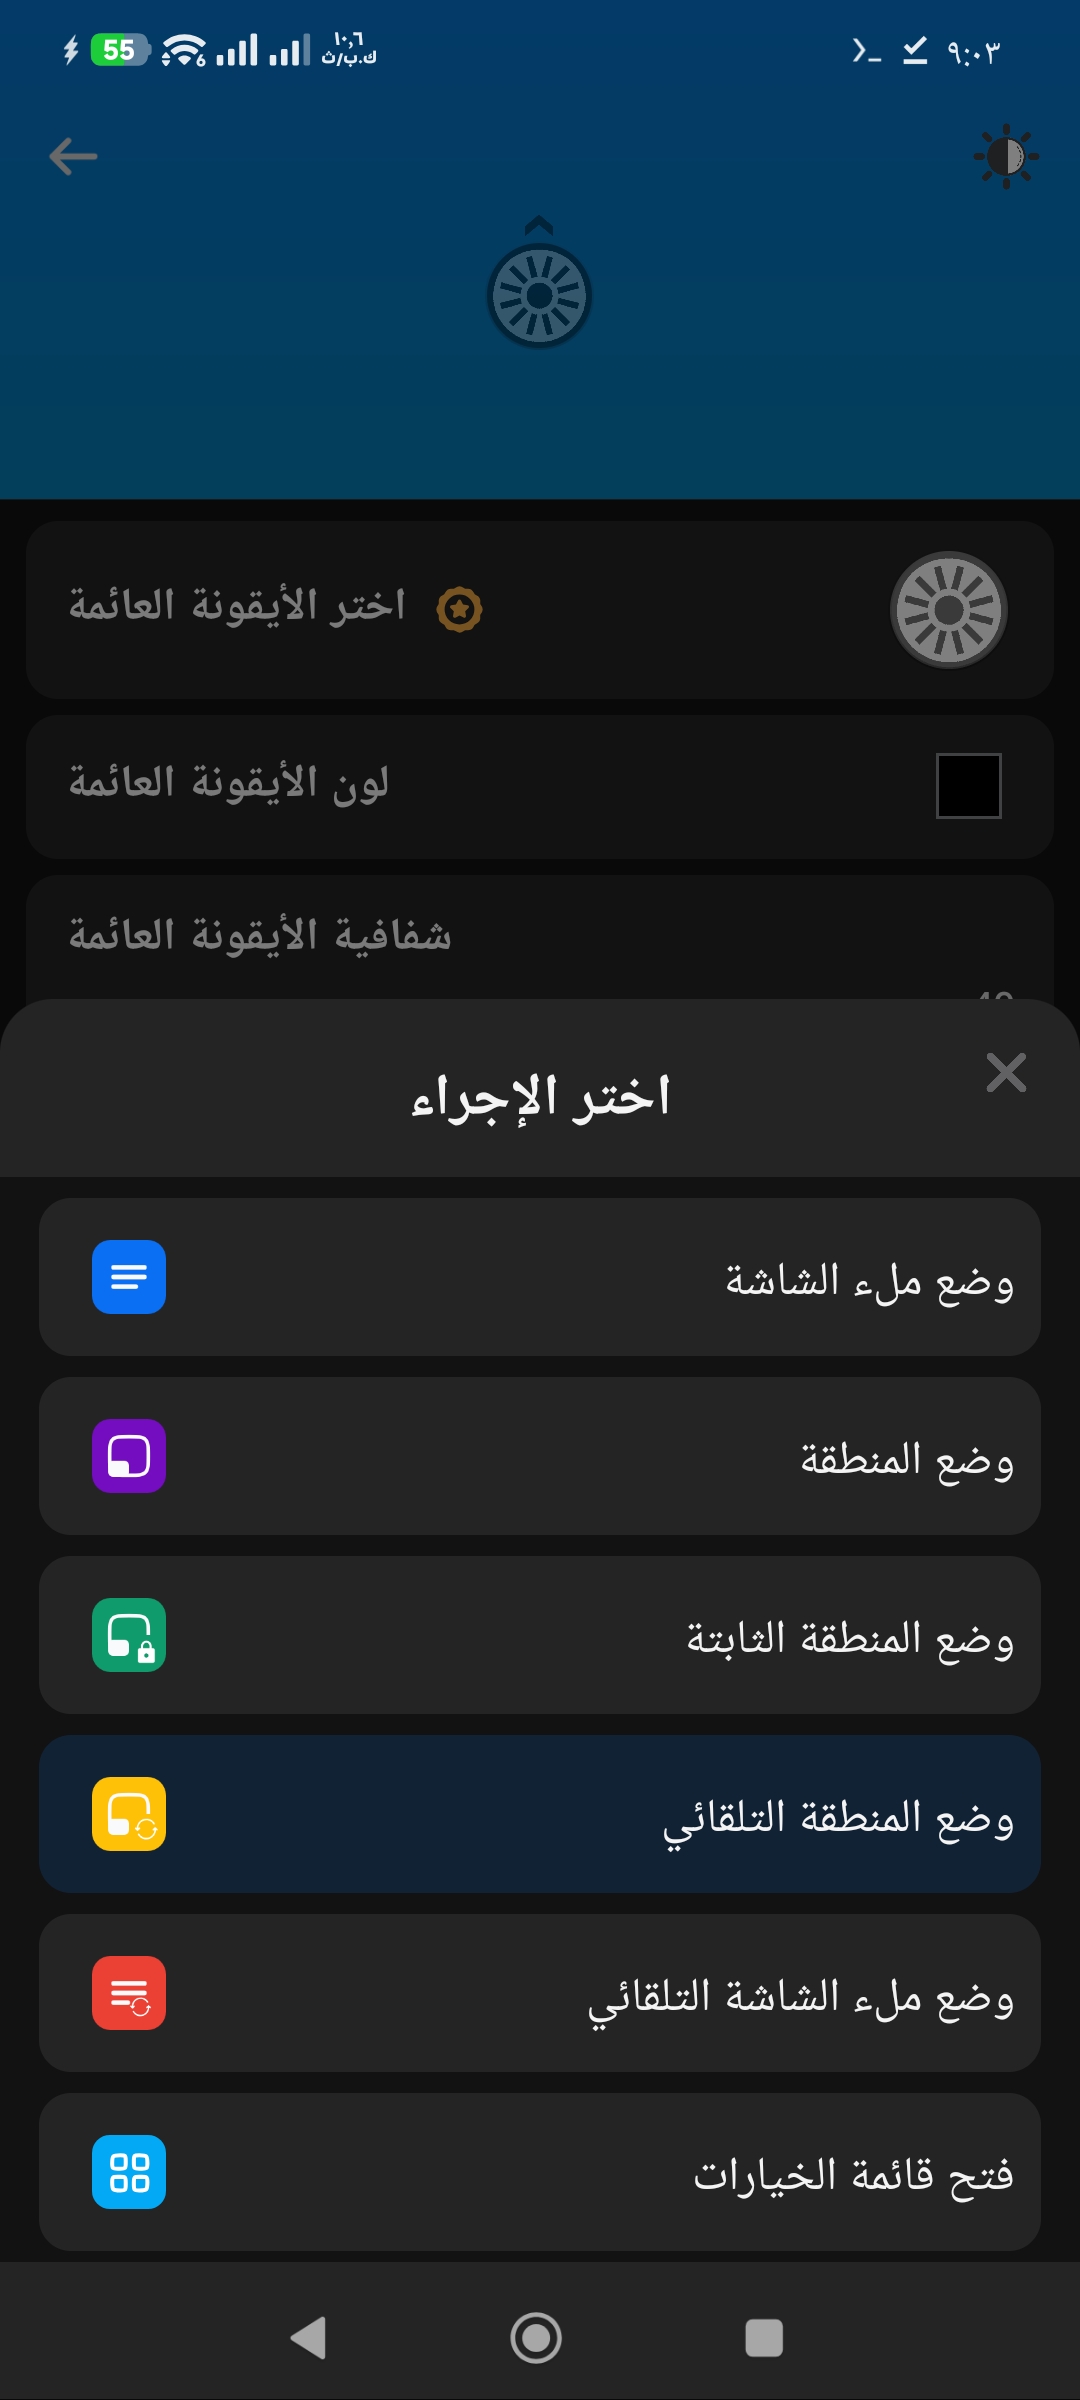 55
6
١٠٫٦
ك.ب/ث
٩:٠٣
اختر الأيقونة العائمة
لون الأيقونة العائمة
شفافية الأيقونة العائمة
اختر الإجراء
وضع ملء الشاشة
وضع المنطقة
وضع المنطقة الثابتة
وضع المنطقة التلقائي
وضع ملء الشاشة التلقائي
فتح قائمة الخيارات